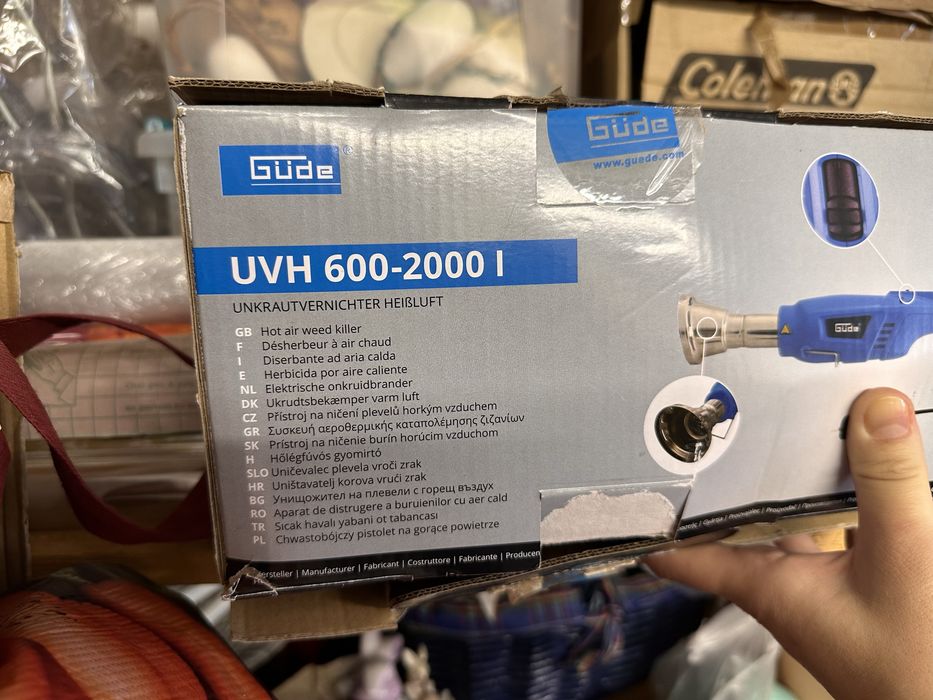 Coleman
Güde
www.guede.com
Güde®
UVH 600-2000 I
UNKRAUTVERNICHTER HEIßLUFT
GB Hot air weed killer
F Désherbeur à air chaud
I Diserbante ad aria calda
E Herbicida por aire caliente
NL Elektrische onkruidbrander
DK Ukrudtsbekæmper varm luft
CZ Přístroj na ničení plevelů horkým vzduchem
GR Συσκευή αεροθερμικής καταπολέμησης ζιζανίων
SK Prístroj na ničenie burín horúcim vzduchom
H Hőlégfúvós gyomirtó
SLO Uničevalec plevela vroči zrak
HR Uništavatelj korova vrući zrak
BG Унищожител на плевели с горещ въздух
RO Aparat de distrugere a buruienilor cu aer cald
TR Sıcak havalı yabani ot tabancası
PL Chwastobójczy pistolet na gorące powietrze
Güde
Hersteller | Manufacturer | Fabricant | Costruttore | Fabricante | Producen
| Gyártja | Proizvajalec | Proizvođač |